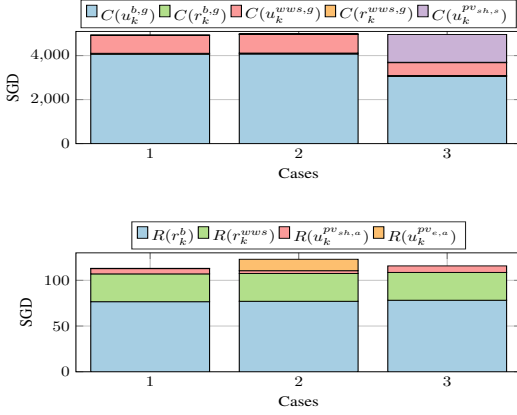 C(u_k^{b,g}) C(r_k^{b,g}) C(u_k^{wws,g}) C(r_k^{wws,g}) C(u_k^{pv_{sh,s}})
4,000
2,000
0
SGD
1 2 3
Cases
R(r_k^b) R(r_k^{wws}) R(u_k^{pv_{sh,a}}) R(u_k^{pv_{e,a}})
100
50
0
SGD
1 2 3
Cases